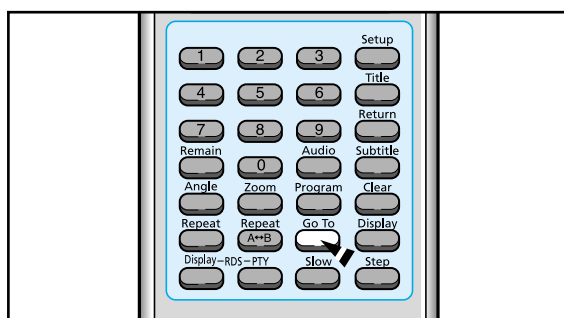 Setup
1 2 3
Title
4 5 6
Return
7 8 9
Remain Audio Subtitle
0
Angle Zoom Program Clear
Repeat Repeat Go To Display
A↔B
Display-RDS-PTY Slow Step